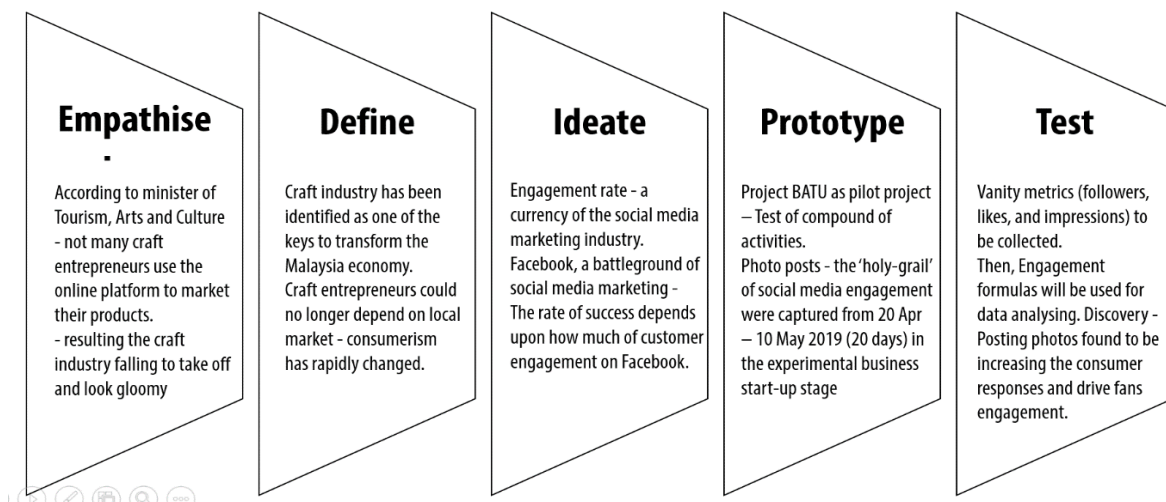 Empathise
.
According to minister of
Tourism, Arts and Culture
- not many craft
entrepreneurs use the
online platform to market
their products.
- resulting the craft
industry falling to take off
and look gloomy
Define
Craft industry has been
identified as one of the
keys to transform the
Malaysia economy.
Craft entrepreneurs could
no longer depend on local
market - consumerism
has rapidly changed.
Ideate
Engagement rate - a
currency of the social media
marketing industry.
Facebook, a battleground of
social media marketing -
The rate of success depends
upon how much of customer
engagement on Facebook.
Prototype
Project BATU as pilot project
– Test of compound of
activities.
Photo posts - the ‘holy-grail’
of social media engagement
were captured from 20 Apr
– 10 May 2019 (20 days) in
the experimental business
start-up stage
Test
Vanity metrics (followers,
likes, and impressions) to
be collected.
Then, Engagement
formulas will be used for
data analysing. Discovery -
Posting photos found to be
increasing the consumer
responses and drive fans
engagement.